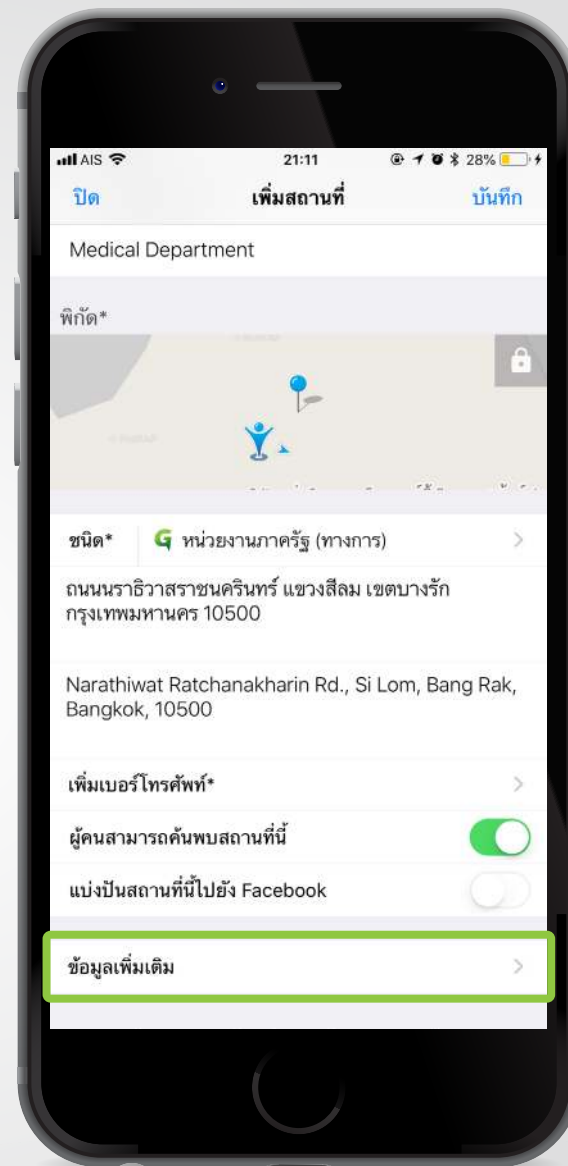 AIS 21:11 28%
ปิด เพิ่มสถานที่ บันทึก
Medical Department
พิกัด*
ชนิด* หน่วยงานภาครัฐ (ทางการ)
ถนนนราธิวาสราชนครินทร์ แขวงสีลม เขตบางรัก
กรุงเทพมหานคร 10500
Narathiwat Ratchanakharin Rd., Si Lom, Bang Rak,
Bangkok, 10500
เพิ่มเบอร์โทรศัพท์*
ผู้คนสามารถค้นพบสถานที่นี้
แบ่งปันสถานที่นี้ไปยัง Facebook
ข้อมูลเพิ่มเติม